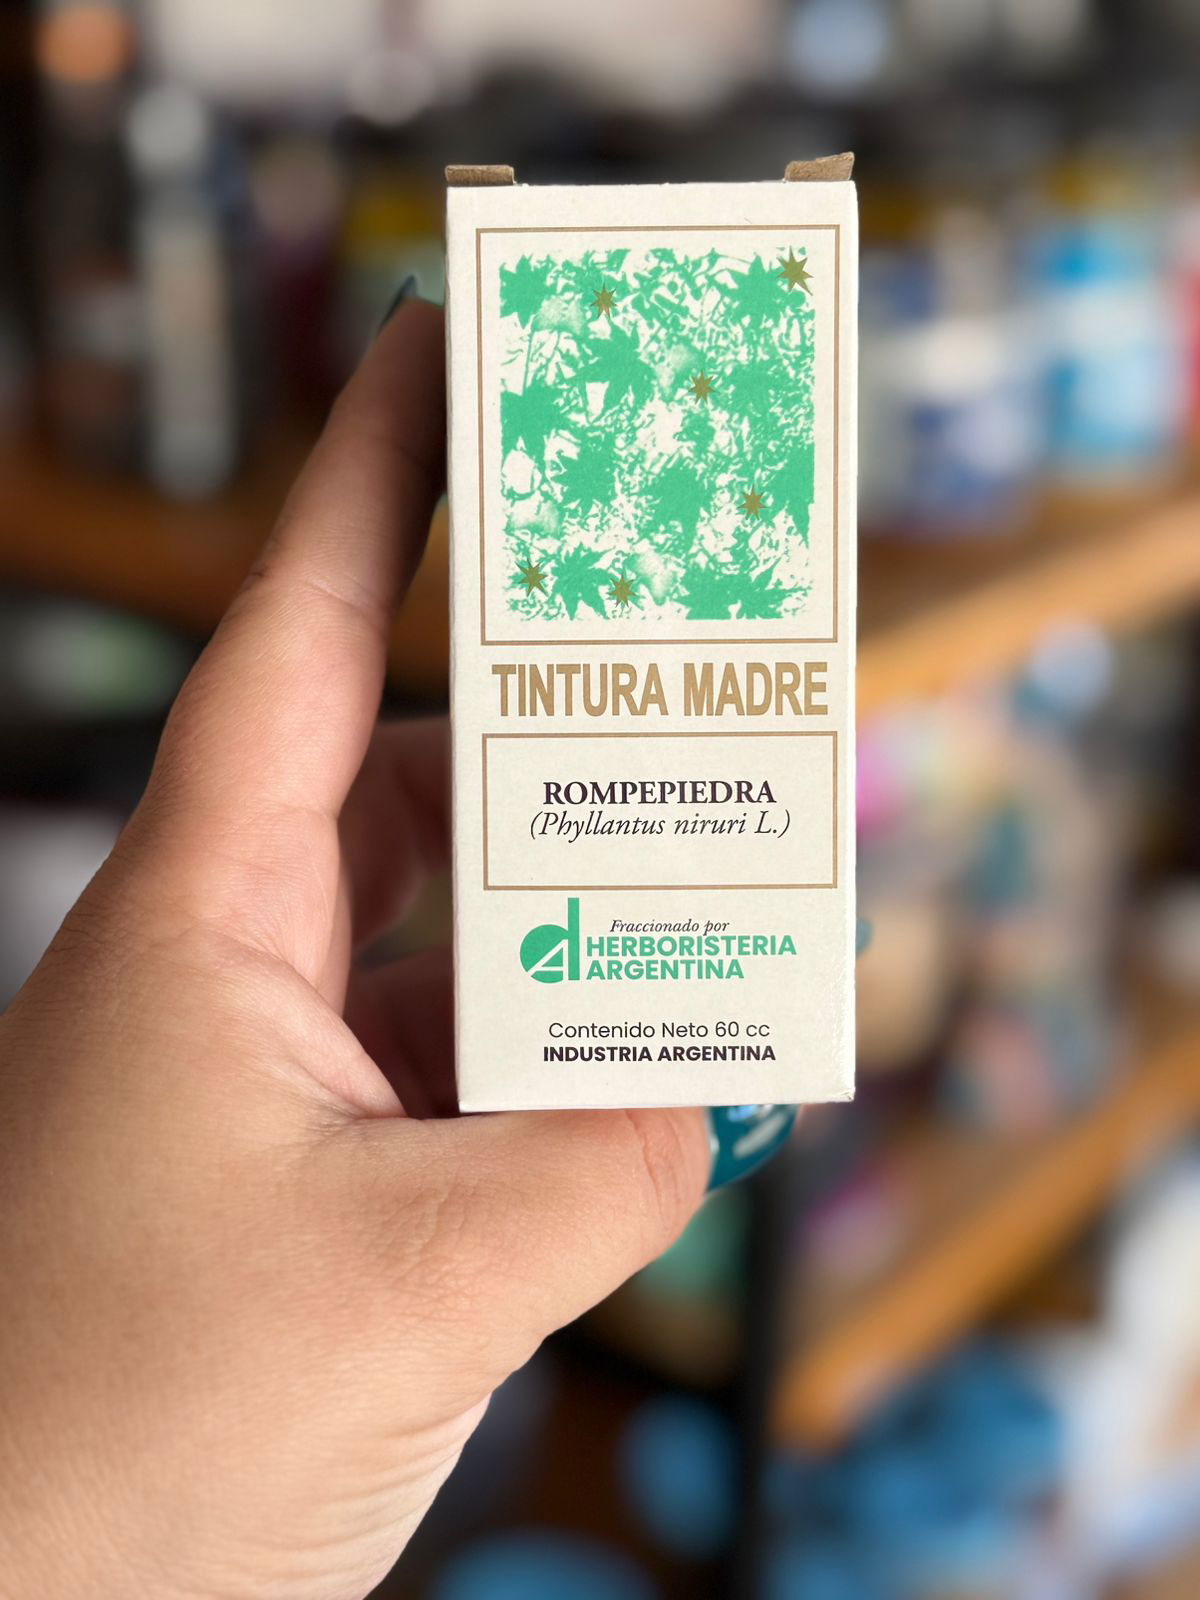 TINTURA MADRE
ROMPEPIEDRA
(Phyllantus niruri L.)
Fraccionado por
HERBORISTERIA
ARGENTINA
Contenido Neto 60 cc
INDUSTRIA ARGENTINA